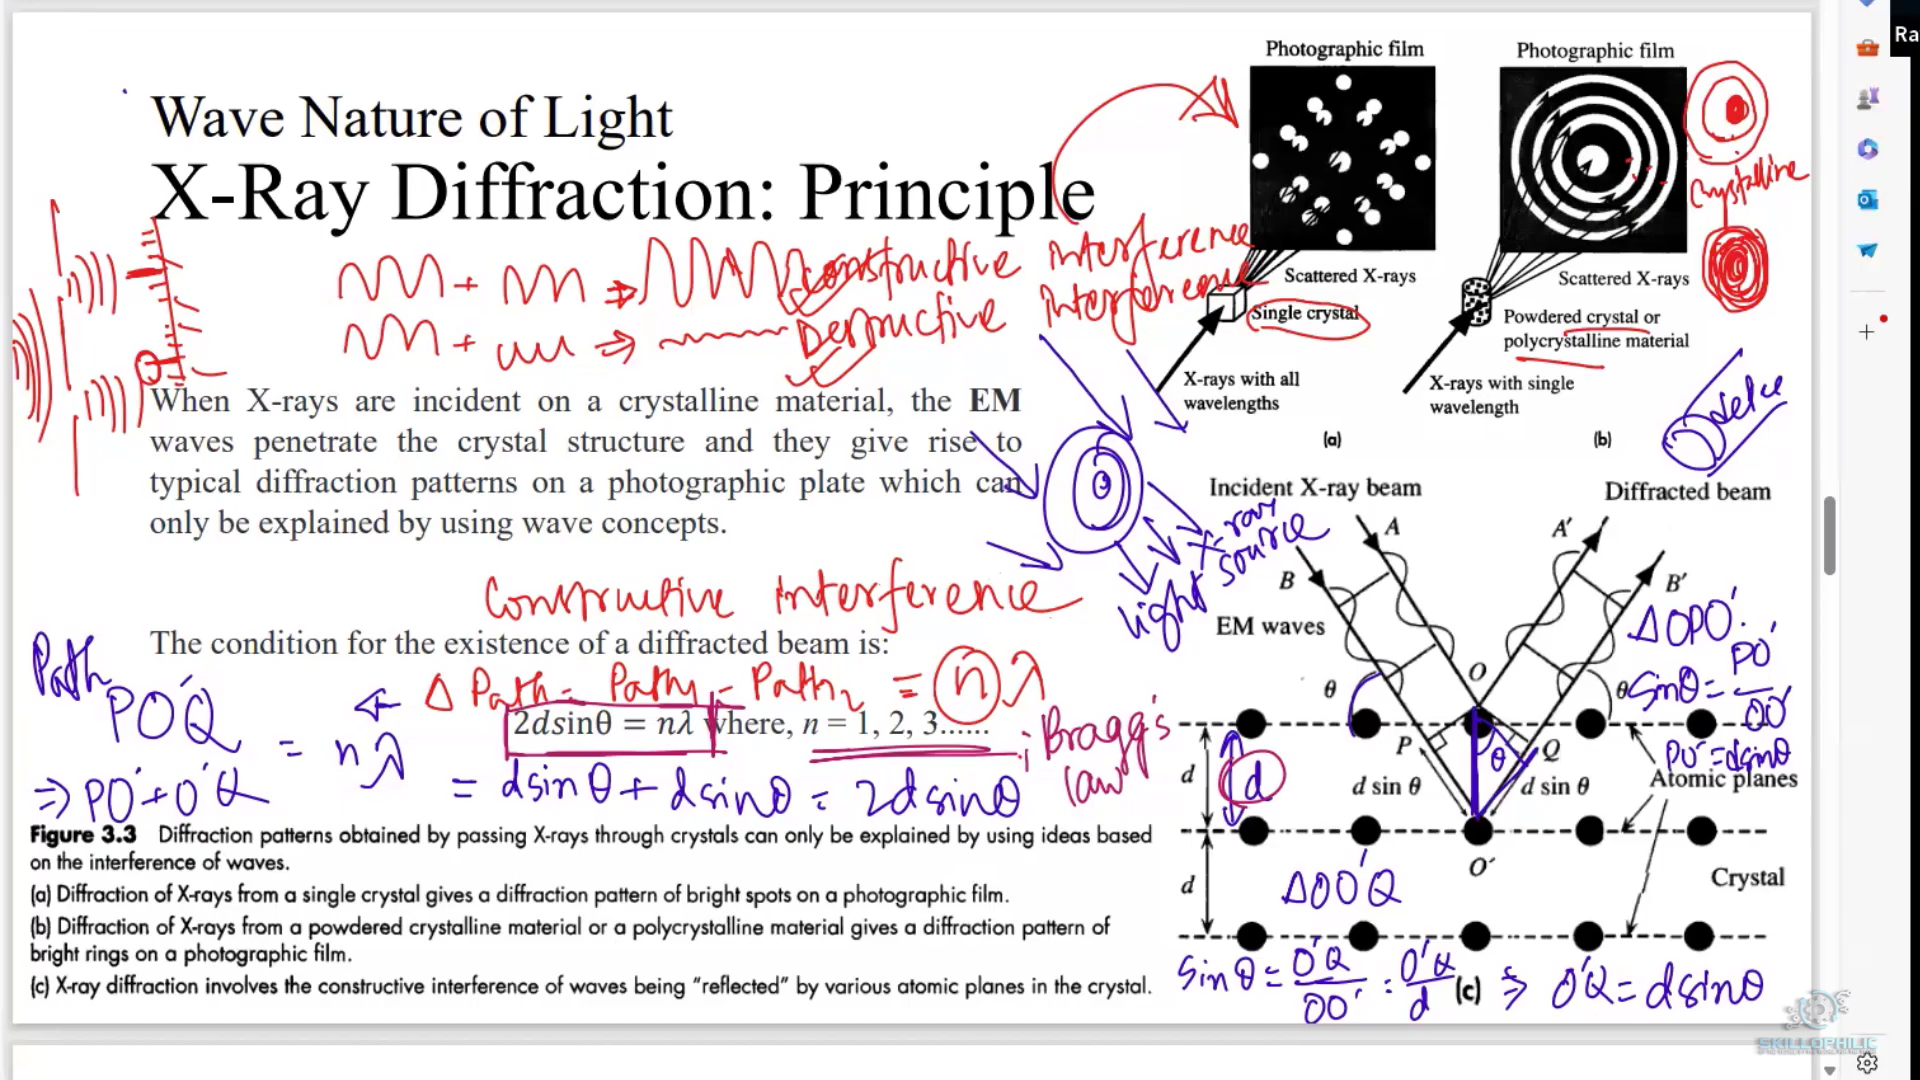 Ra
Wave Nature of Light
X-Ray Diffraction: Principle
constructive interference
Destructive interference
When X-rays are incident on a crystalline material, the EM
waves penetrate the crystal structure and they give rise to
typical diffraction patterns on a photographic plate which can
only be explained by using wave concepts.
Constructive interference
The condition for the existence of a diffracted beam is:
Δ Path = Path1 - Path2 = nλ
2dsinθ = nλ where, n = 1, 2, 3......
; Bragg's
law
Path
PO'Q = nλ
⇒ PO'+O'Q = dsinθ + dsinθ = 2dsinθ
Figure 3.3 Diffraction patterns obtained by passing X-rays through crystals can only be explained by using ideas based
on the interference of waves.
(a) Diffraction of X-rays from a single crystal gives a diffraction pattern of bright spots on a photographic film.
(b) Diffraction of X-rays from a powdered crystalline material or a polycrystalline material gives a diffraction pattern of
bright rings on a photographic film.
(c) X-ray diffraction involves the constructive interference of waves being “reflected” by various atomic planes in the crystal.
Photographic film
Scattered X-rays
Single crystal
X-rays with all
wavelengths
(a)
Photographic film
Crystalline
Scattered X-rays
Powdered crystal or
polycrystalline material
X-rays with single
wavelength
(b)
X-ray
source
light
Incident X-ray beam
Diffracted beam
A
A'
B
B'
EM waves
ΔOPO'
sinθ = PO'
OO'
PO' = dsinθ
θ
O
θ
P
Q
θ
d
d
d sin θ
d sin θ
Atomic planes
O'
d
ΔOO'Q
Crystal
sinθ = O'Q = O'Q ⇒ O'Q = dsinθ
OO' d
(c)
SKILLOPHILIC